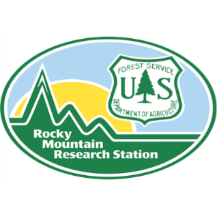 FOREST SERVICE
U S
DEPARTMENT OF AGRICULTURE
Rocky
Mountain
Research Station